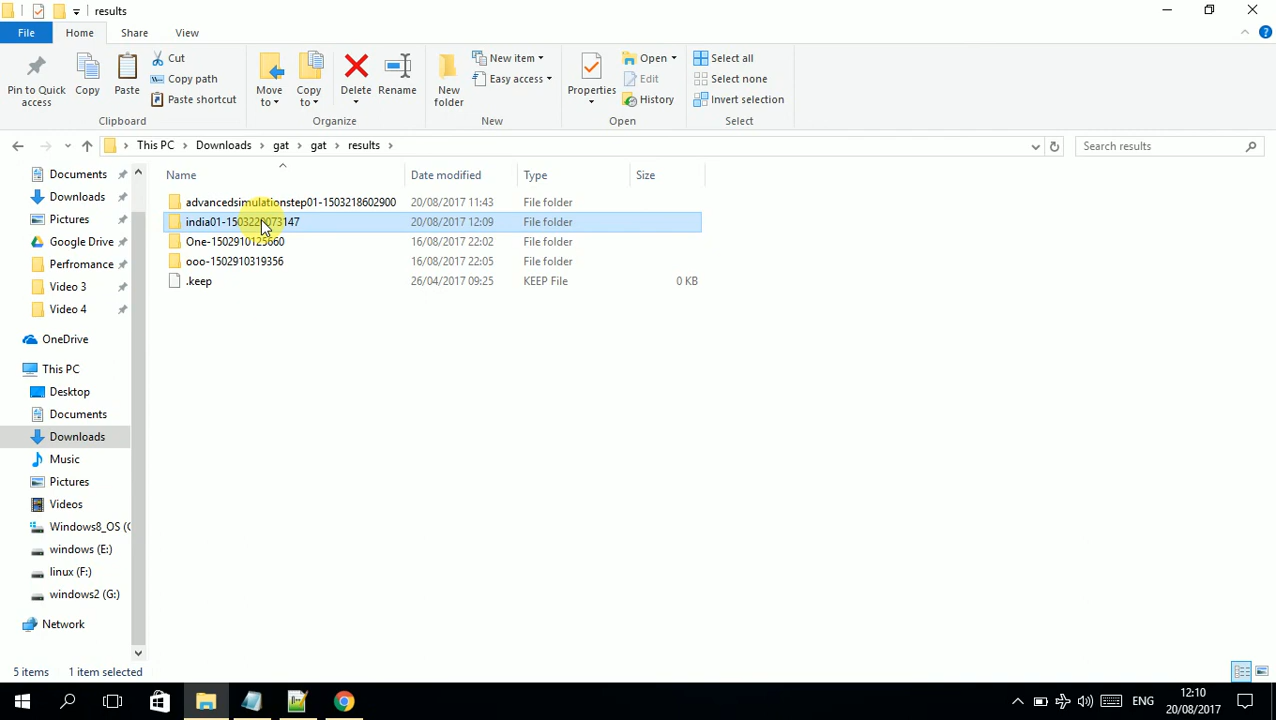 results
File
Home
Share
View
Pin to Quick access
Copy
Paste
Cut
Copy path
Paste shortcut
Clipboard
Move to
Copy to
Delete
Rename
Organize
New folder
New item
Easy access
New
Properties
Open
Edit
History
Open
Select all
Select none
Invert selection
Select
This PC
Downloads
gat
gat
results
Search results
Name
Date modified
Type
Size
advancedsimulationstep01-1503218602900 20/08/2017 11:43 File folder
20/08/2017 12:09 File folder
One-1502910125660 16/08/2017 22:02 File folder
ooo-1502910319356 16/08/2017 22:05 File folder
.keep 26/04/2017 09:25 KEEP File 0 KB
Documents
Downloads
Pictures
Google Drive
Perfromance
Video 3
Video 4
OneDrive
This PC
Desktop
Documents
Downloads
Music
Pictures
Videos
Windows8_OS (C
windows (E:)
linux (F:)
windows2 (G:)
Network
5 items
1 item selected
ENG
12:10
20/08/2017